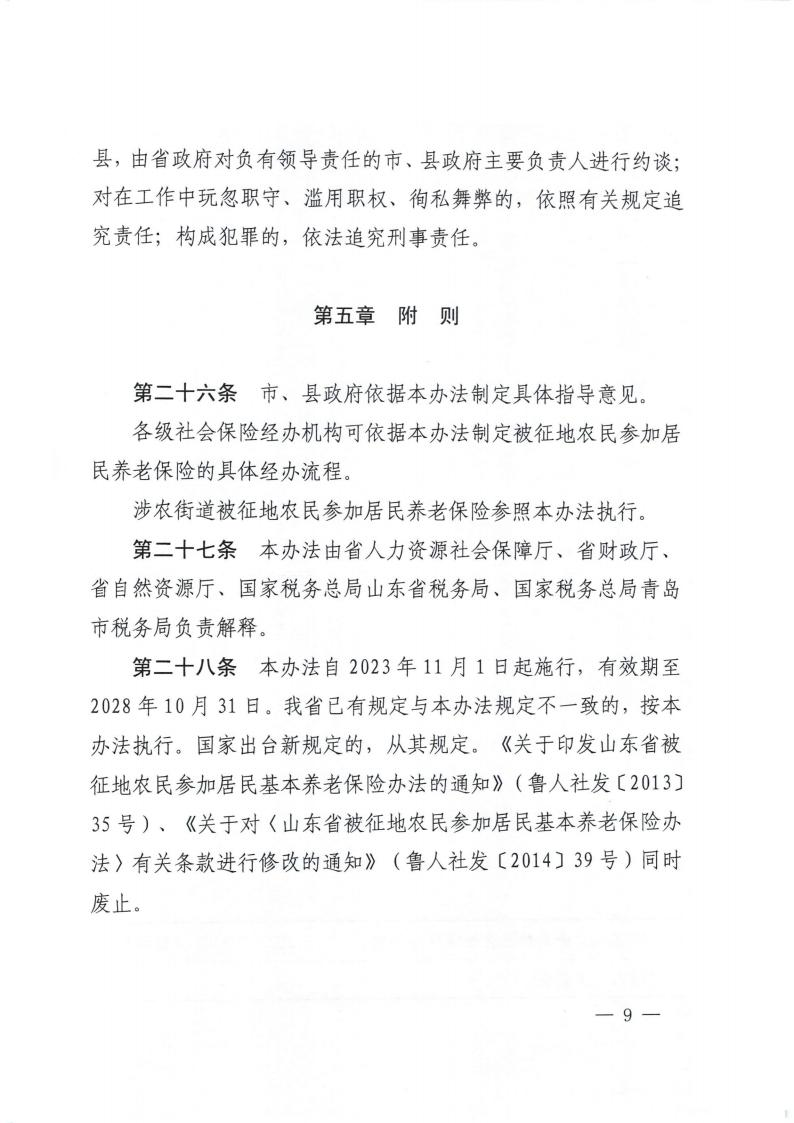 县，由省政府对负有领导责任的市、县政府主要负责人进行约谈；
对在工作中玩忽职守、滥用职权、徇私舞弊的，依照有关规定追
究责任；构成犯罪的，依法追究刑事责任。
第五章 附 则
第二十六条 市、县政府依据本办法制定具体指导意见。
各级社会保险经办机构可依据本办法制定被征地农民参加居
民养老保险的具体经办流程。
涉农街道被征地农民参加居民养老保险参照本办法执行。
第二十七条 本办法由省人力资源社会保障厅、省财政厅、
省自然资源厅、国家税务总局山东省税务局、国家税务总局青岛
市税务局负责解释。
第二十八条 本办法自 2023 年 11 月 1 日起施行，有效期至
2028 年 10 月 31 日。我省已有规定与本办法规定不一致的，按本
办法执行。国家出台新规定的，从其规定。《关于印发山东省被
征地农民参加居民基本养老保险办法的通知》（鲁人社发〔2013〕
35 号）、《关于对〈山东省被征地农民参加居民基本养老保险办
法〉有关条款进行修改的通知》（鲁人社发〔2014〕39 号）同时
废止。
— 9 —